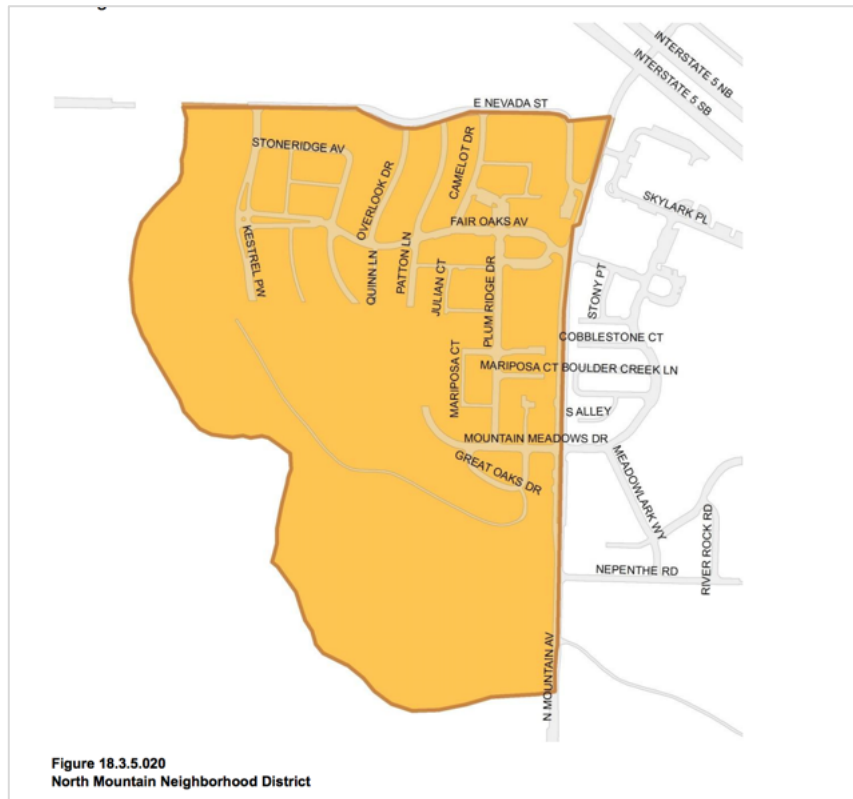 INTERSTATE 5 NB
INTERSTATE 5 SB
E NEVADA ST
STONERIDGE AV
OVERLOOK DR
CAMELOT DR
SKYLARK PL
FAIR OAKS AV
KESTREL PW
QUINN LN
PATTON LN
JULIAN CT
PLUM RIDGE DR
STONY PT
COBBLESTONE CT
MARIPOSA CT
BOULDER CREEK LN
MARIPOSA CT
S ALLEY
MOUNTAIN MEADOWS DR
GREAT OAKS DR
MEADOWLARK WY
RIVER ROCK RD
NEPENTHE RD
N MOUNTAIN AV
Figure 18.3.5.020
North Mountain Neighborhood District